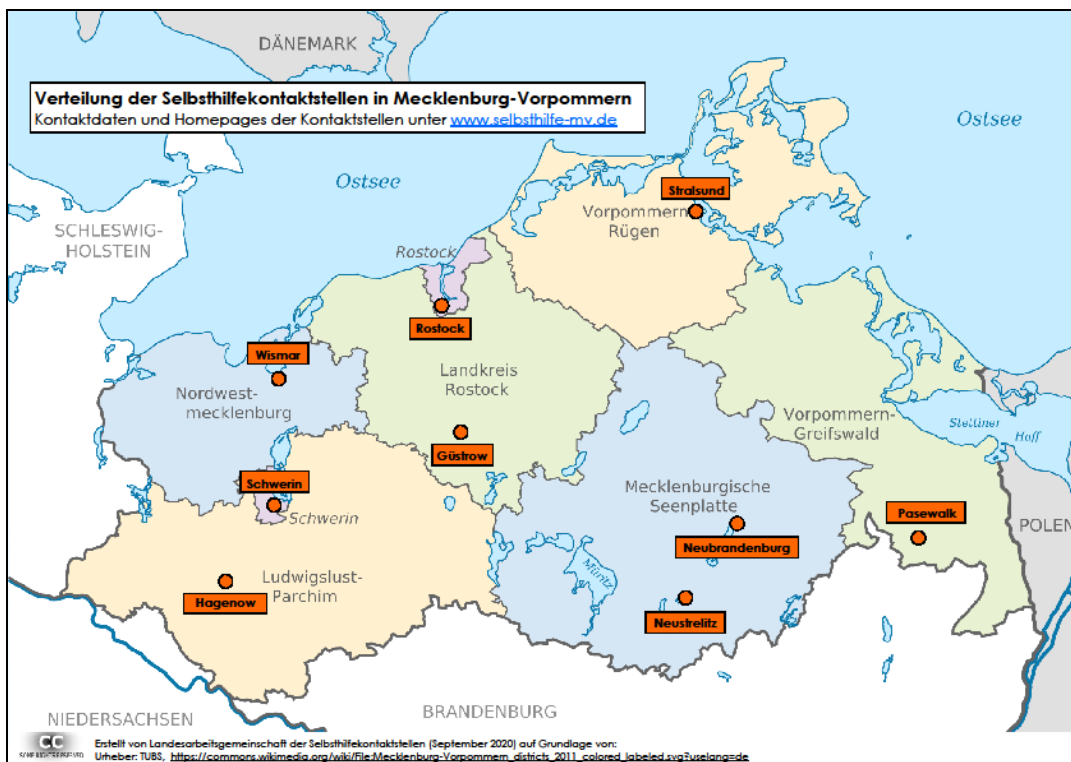 DÄNEMARK
Verteilung der Selbsthilfekontaktstellen in Mecklenburg-Vorpommern
Kontaktdaten und Homepages der Kontaktstellen unter www.selbsthilfe-mv.de
Ostsee
Ostsee
Stralsund
Vorpommern
Rügen
SCHLESWIG-
HOLSTEIN
Rostock
Rostock
Wismar
Landkreis
Rostock
Nordwest-
mecklenburg
Vorpommern-
Greifswald
Stettiner
Haff
Güstrow
Schwerin
Schwerin
Mecklenburgische
Seenplatte
Pasewalk
POLEN
Neubrandenburg
Müritz
Ludwigslust-
Parchim
Hagenow
Neustrelitz
NIEDERSACHSEN
BRANDENBURG
CC
SOME RIGHTS RESERVED
Erstellt von Landesarbeitsgemeinschaft der Selbsthilfekontaktstellen (September 2020) auf Grundlage von:
Urheber: TUBS, https://commons.wikimedia.org/wiki/File:Mecklenburg-Vorpommern_districts_2011_colored_labeled.svg?uselang=de